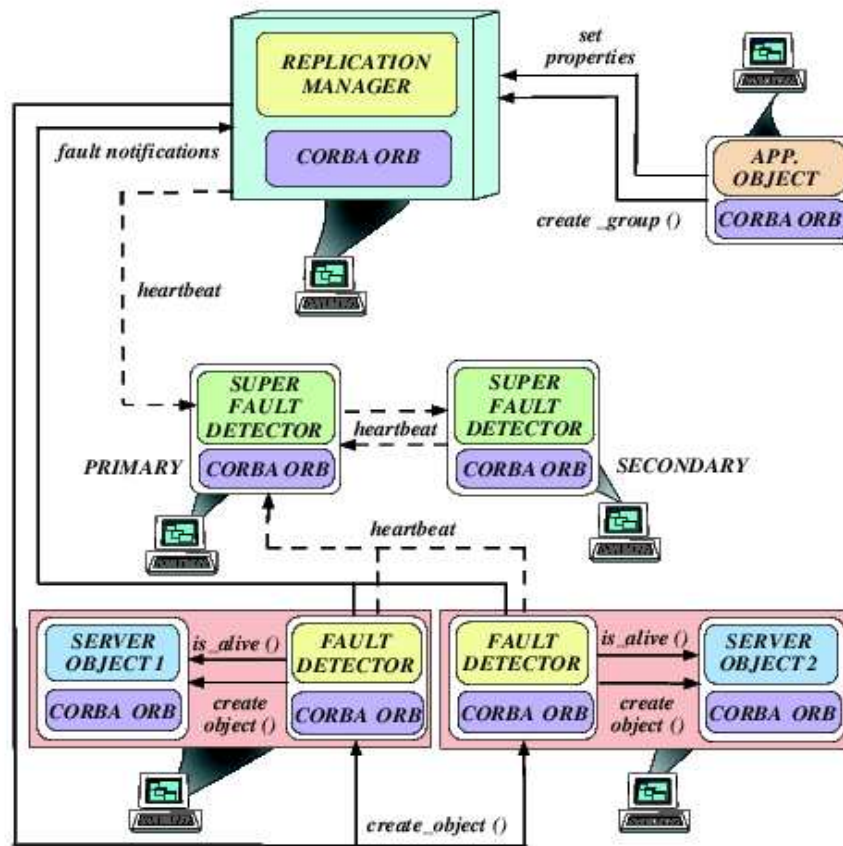 REPLICATION
MANAGER
CORBA ORB
set
properties
APP.
OBJECT
CORBA ORB
create _group ()
fault notifications
heartbeat
SUPER
FAULT
DETECTOR
CORBA ORB
PRIMARY
heartbeat
SUPER
FAULT
DETECTOR
CORBA ORB
SECONDARY
heartbeat
SERVER
OBJECT 1
CORBA ORB
is_alive ()
create
object ()
FAULT
DETECTOR
CORBA ORB
FAULT
DETECTOR
CORBA ORB
is_alive ()
create
object ()
SERVER
OBJECT 2
CORBA ORB
create_object ()